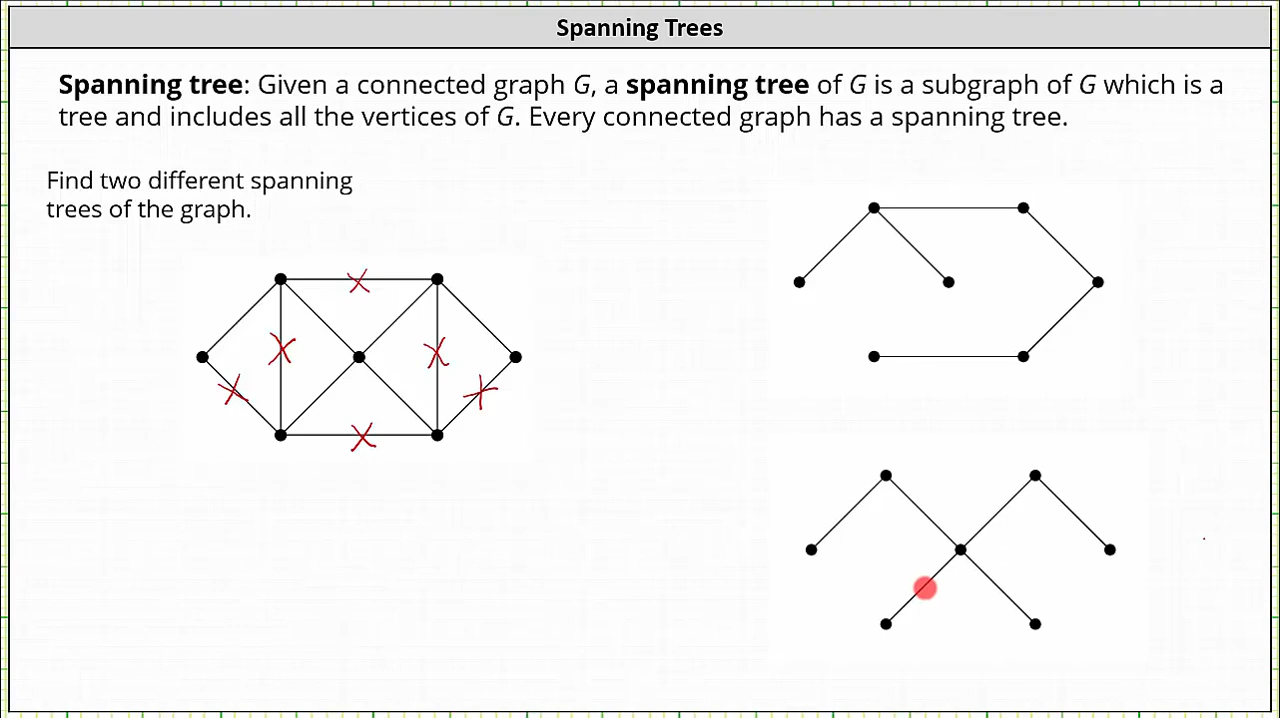 Spanning Trees
Spanning tree: Given a connected graph G, a spanning tree of G is a subgraph of G which is a
tree and includes all the vertices of G. Every connected graph has a spanning tree.
Find two different spanning
trees of the graph.